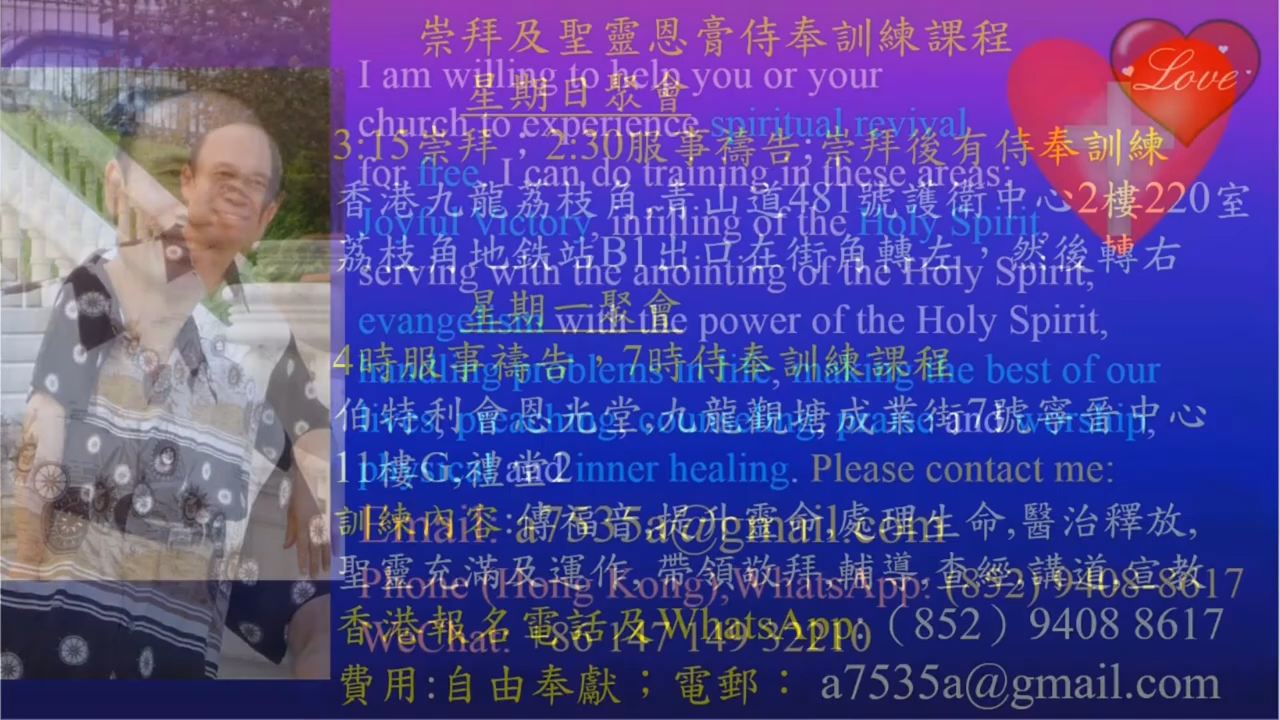 崇拜及聖靈恩膏侍奉訓練課程
I am willing to help you or your
星期日聚會
church to experience spiritual revival
3:15崇拜，2:30服事禱告;崇拜後有侍奉訓練
for free. I can do training in these areas:
香港九龍荔枝角,青山道481號護衛中心2樓220室
Joyful Victory, infilling of the Holy Spirit,
荔枝角地鉄站B1出口在街角轉左，然後轉右
serving with the anointing of the Holy Spirit,
星期一聚會
evangelism with the power of the Holy Spirit,
4時服事禱告，7時侍奉訓練課程
handling problems in life, making the best of our
伯特利會恩光堂,九龍觀塘成業街7號寧晉中心
lives, preaching, counseling, praise and worship,
11樓G,禮堂2
physical and inner healing. Please contact me:
訓練內容:傳福音,提升靈命,處理生命,醫治釋放,
Email: a7535a@gmail.com
聖靈充滿及運作,帶領敬拜,輔導,查經,講道,宣教
Phone (Hong Kong),WhatsApp: (852) 9408-8617
香港報名電話及WhatsApp:（852）9408 8617
WeChat: 86 147 149 32210
費用:自由奉獻；電郵： a7535a@gmail.com
Love